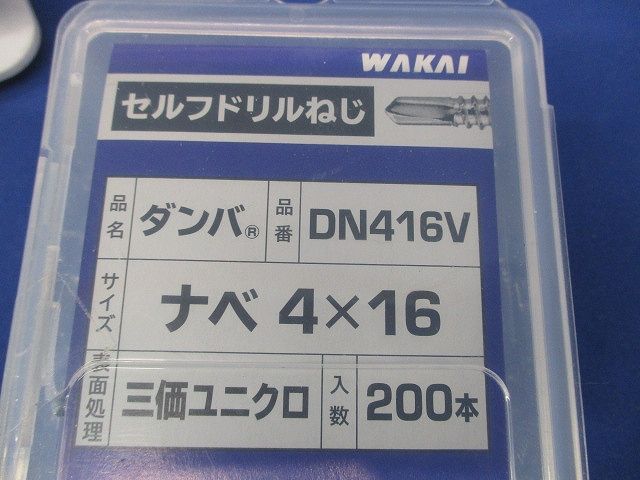 WAKAI
セルフドリルねじ
品名 ダンバ® 品番 DN416V
サイズ ナベ 4×16
表面処理 三価ユニクロ 入数 200本